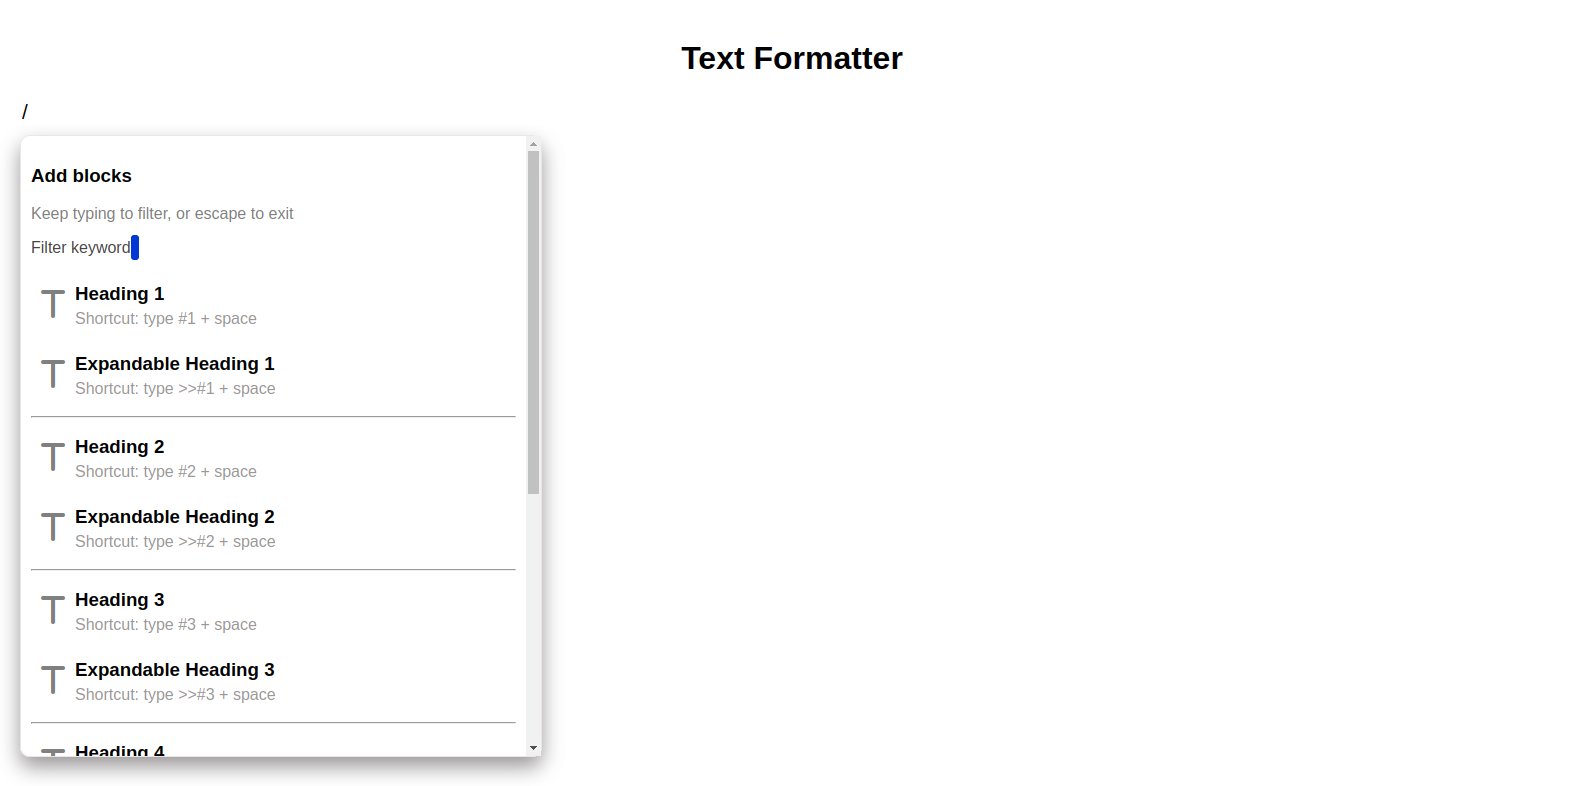 Text Formatter
/
Add blocks
Keep typing to filter, or escape to exit
Filter keyword
Heading 1
Shortcut: type #1 + space
Expandable Heading 1
Shortcut: type >>#1 + space
Heading 2
Shortcut: type #2 + space
Expandable Heading 2
Shortcut: type >>#2 + space
Heading 3
Shortcut: type #3 + space
Expandable Heading 3
Shortcut: type >>#3 + space
Heading 4